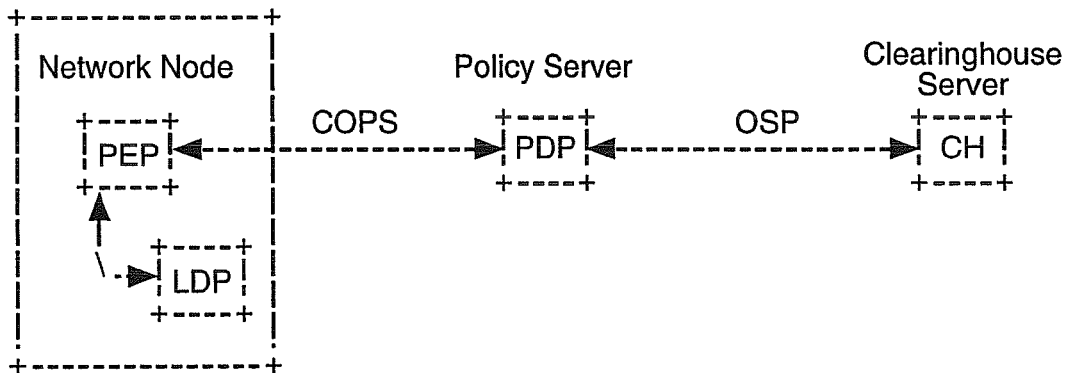 Network Node
Policy Server
Clearinghouse
Server
COPS
OSP
PEP
PDP
CH
LDP